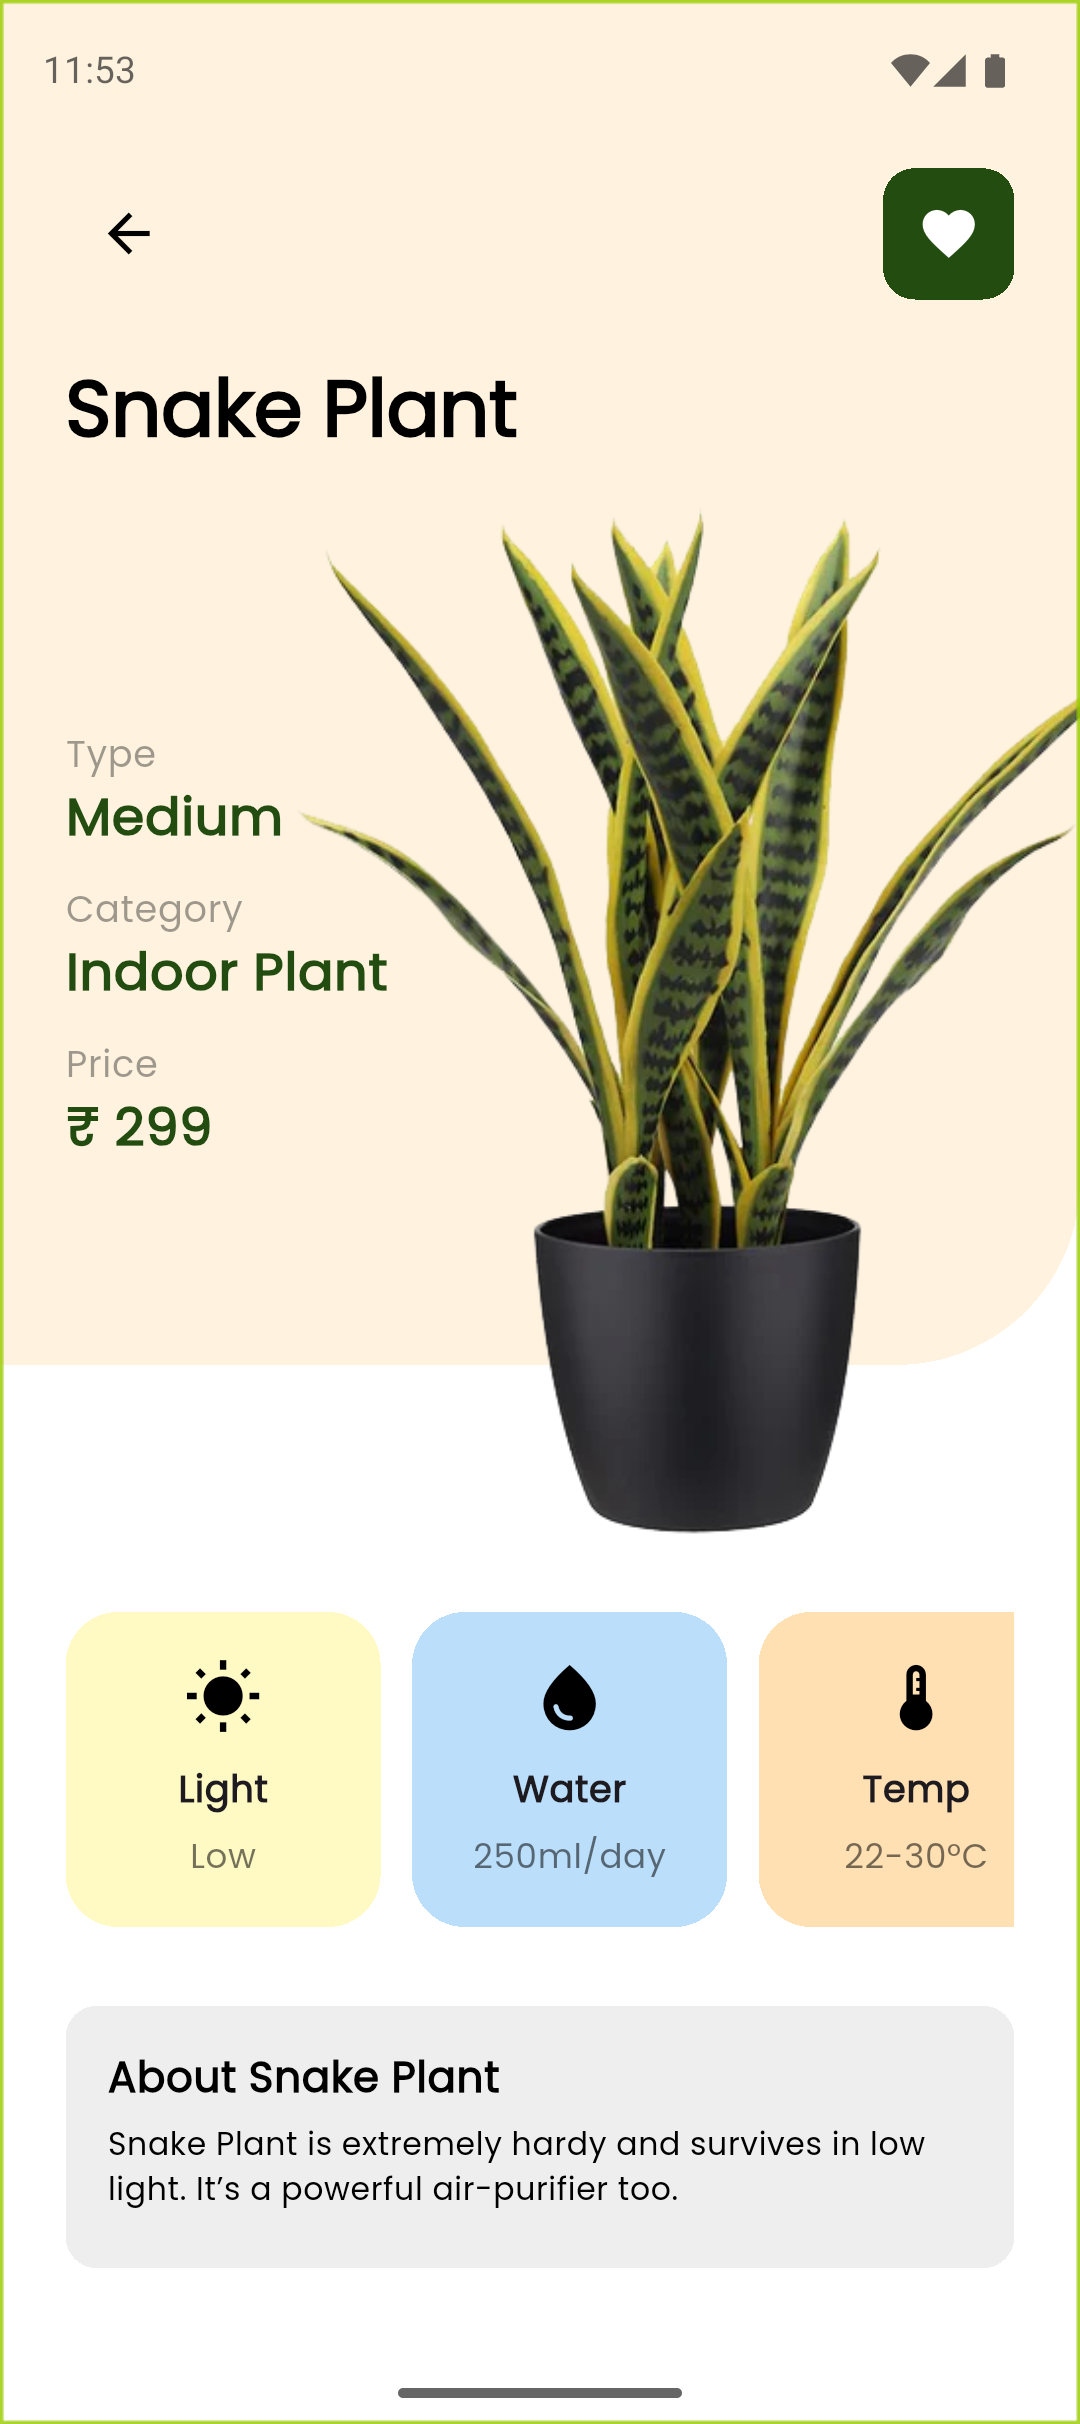 11:53
Snake Plant
Type
Medium
Category
Indoor Plant
Price
₹ 299
Light
Low
Water
250ml/day
Temp
22-30°C
About Snake Plant
Snake Plant is extremely hardy and survives in low
light. It’s a powerful air-purifier too.